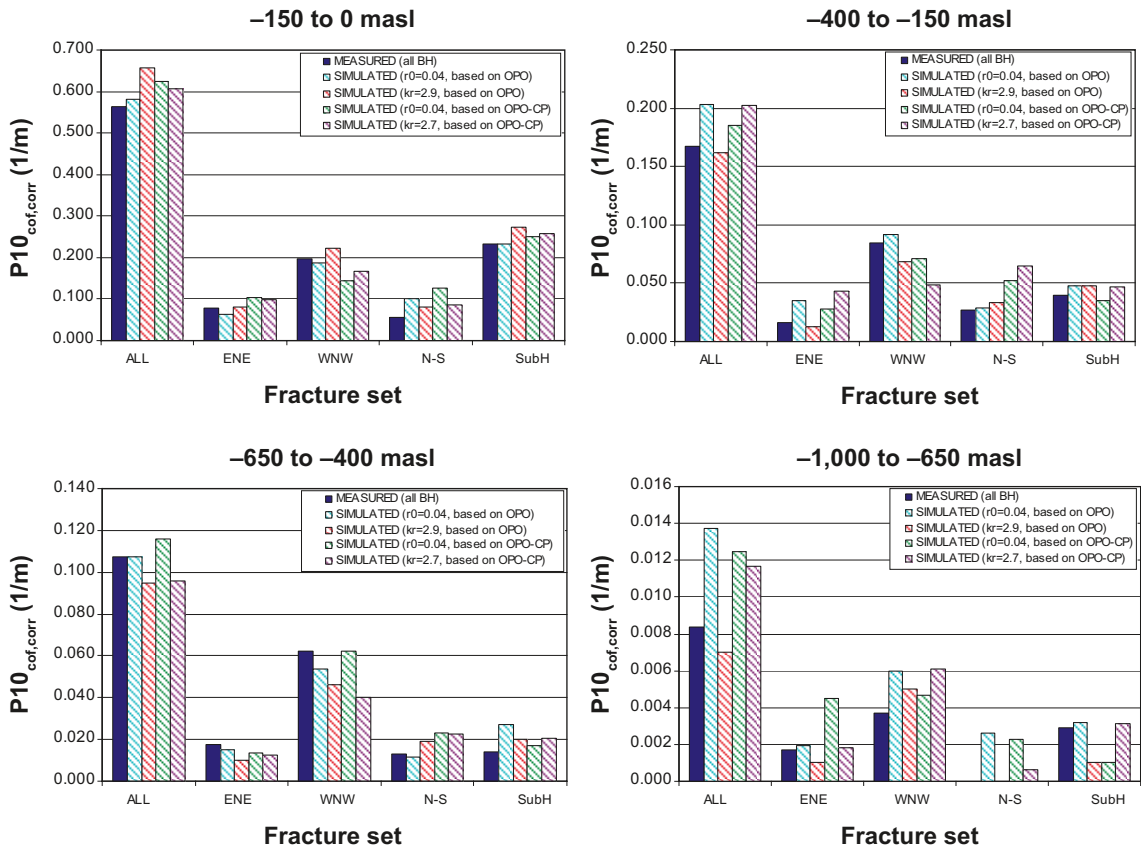 –150 to 0 masl
P10cof,corr (1/m)
0.700
0.600
0.500
0.400
0.300
0.200
0.100
0.000
MEASURED (all BH)
SIMULATED (r0=0.04, based on OPO)
SIMULATED (kr=2.9, based on OPO)
SIMULATED (r0=0.04, based on OPO-CP)
SIMULATED (kr=2.7, based on OPO-CP)
ALL ENE WNW N-S SubH
Fracture set
–400 to –150 masl
P10cof,corr (1/m)
0.250
0.200
0.150
0.100
0.050
0.000
MEASURED (all BH)
SIMULATED (r0=0.04, based on OPO)
SIMULATED (kr=2.9, based on OPO)
SIMULATED (r0=0.04, based on OPO-CP)
SIMULATED (kr=2.7, based on OPO-CP)
ALL ENE WNW N-S SubH
Fracture set
–650 to –400 masl
P10cof,corr (1/m)
0.140
0.120
0.100
0.080
0.060
0.040
0.020
0.000
MEASURED (all BH)
SIMULATED (r0=0.04, based on OPO)
SIMULATED (kr=2.9, based on OPO)
SIMULATED (r0=0.04, based on OPO-CP)
SIMULATED (kr=2.7, based on OPO-CP)
ALL ENE WNW N-S SubH
Fracture set
–1,000 to –650 masl
P10cof,corr (1/m)
0.016
0.014
0.012
0.010
0.008
0.006
0.004
0.002
0.000
MEASURED (all BH)
SIMULATED (r0=0.04, based on OPO)
SIMULATED (kr=2.9, based on OPO)
SIMULATED (r0=0.04, based on OPO-CP)
SIMULATED (kr=2.7, based on OPO-CP)
ALL ENE WNW N-S SubH
Fracture set